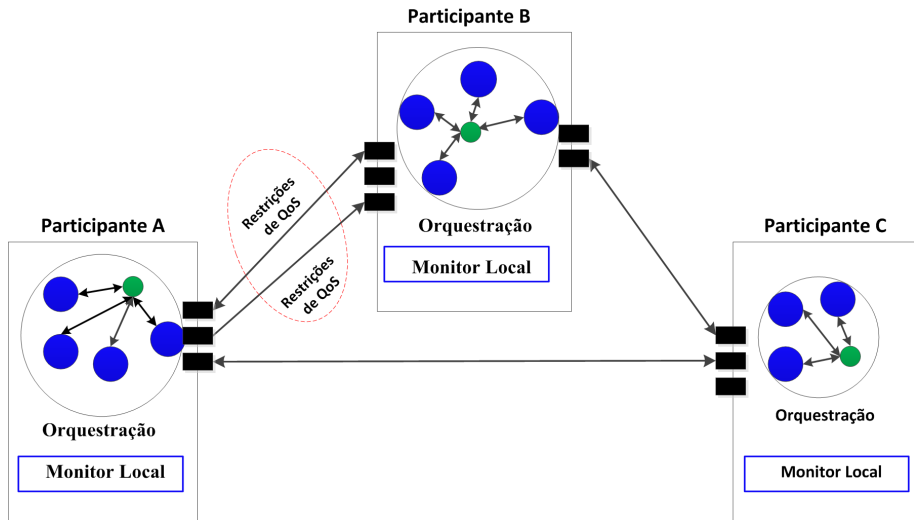 Participante B
Restrições
de QoS
Orquestração
Monitor Local
Participante A
Restrições
de QoS
Participante C
Orquestração
Monitor Local
Orquestração
Monitor Local